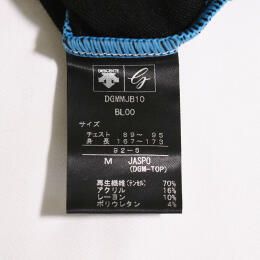 DESCENTE
DGMMJB10
BL00
サイズ
チェスト 89～ 95
身 長 167～173
92-5
M JASPO
(DGM-TOP)
再生繊維(テンセル) 70%
アクリル 16%
レーヨン 10%
ポリウレタン 4%